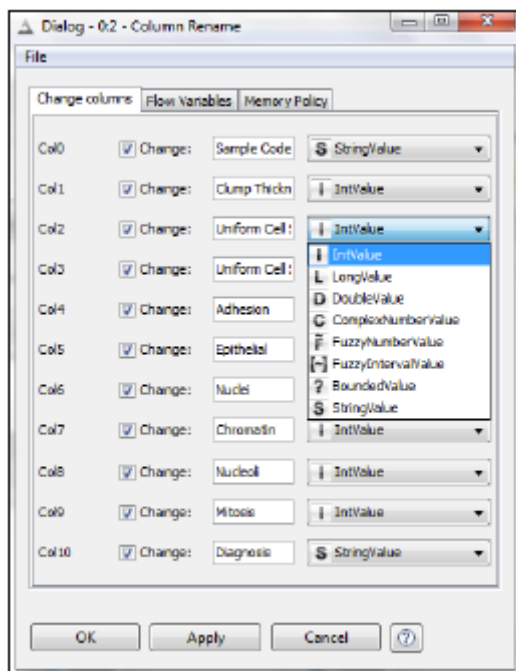 Dialog - 0:2 - Column Rename
File
Change columns Flow Variables Memory Policy
Col0 Change: Sample Code S StringValue
Col1 Change: Clump Thickn I IntValue
Col2 Change: Uniform Cell S I IntValue
I IntValue
L LongValue
D DoubleValue
C ComplexNumberValue
F FuzzyNumberValue
[~] FuzzyIntervalValue
? BoundedValue
S StringValue
Col3 Change: Uniform Cell S
Col4 Change: Adhesion
Col5 Change: Epithelial
Col6 Change: Nuclei
Col7 Change: Chromatin I IntValue
Col8 Change: Nucleoli I IntValue
Col9 Change: Mitosis I IntValue
Col10 Change: Diagnosis S StringValue
OK Apply Cancel ?